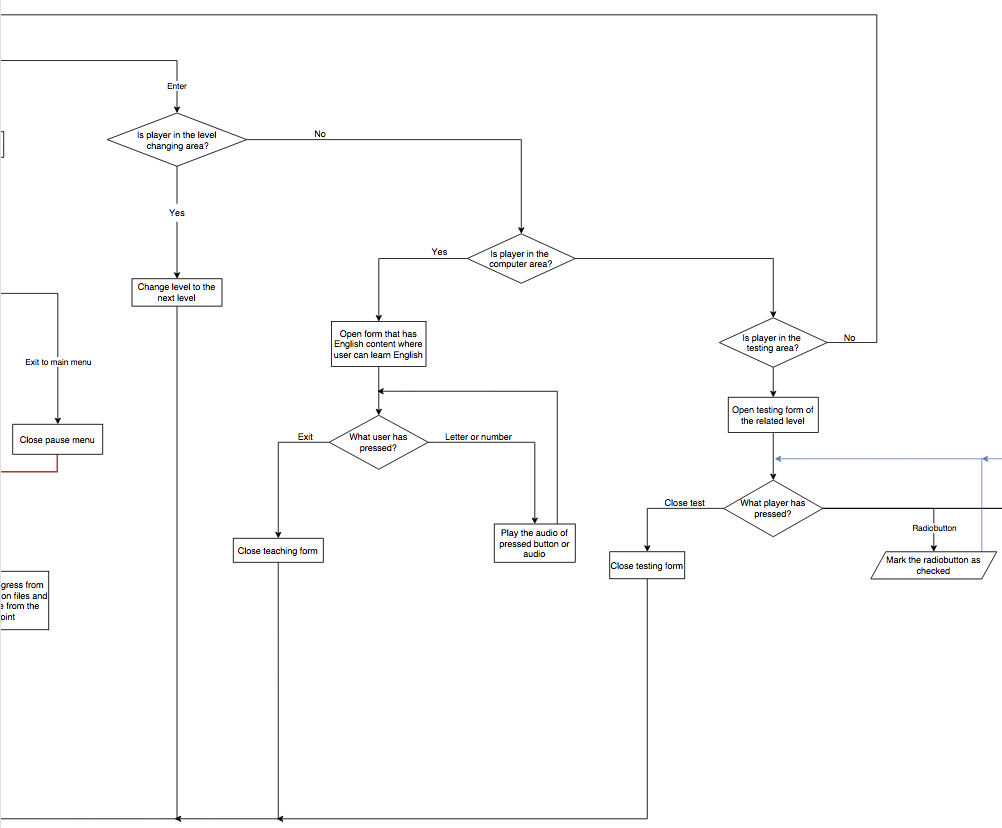 Enter
Is player in the level
changing area?
No
Yes
Change level to the
next level
Yes
Is player in the
computer area?
Open form that has
English content where
user can learn English
Is player in the
testing area?
No
Exit to main menu
Close pause menu
Open testing form of
the related level
Exit
What user has
pressed?
Letter or number
Close teaching form
Play the audio of
pressed button or
audio
Close test
What player has
pressed?
Radiobutton
Close testing form
Mark the radiobutton as
checked
gress from
on files and
from the
oint